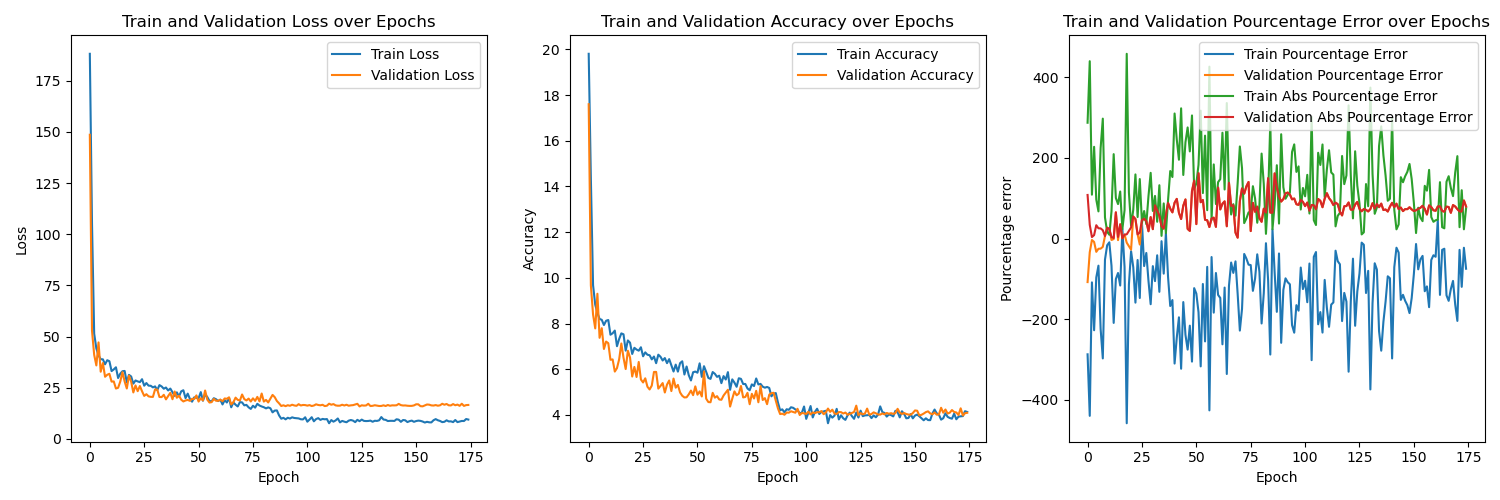 Train and Validation Loss over Epochs
Train Loss
Validation Loss
175
150
125
100
75
50
25
0
Loss
0 25 50 75 100 125 150 175
Epoch
Train and Validation Accuracy over Epochs
Train Accuracy
Validation Accuracy
20
18
16
14
12
10
8
6
4
Accuracy
0 25 50 75 100 125 150 175
Epoch
Train and Validation Pourcentage Error over Epochs
Train Pourcentage Error
Validation Pourcentage Error
Train Abs Pourcentage Error
Validation Abs Pourcentage Error
400
200
0
−200
−400
Pourcentage error
0 25 50 75 100 125 150 175
Epoch